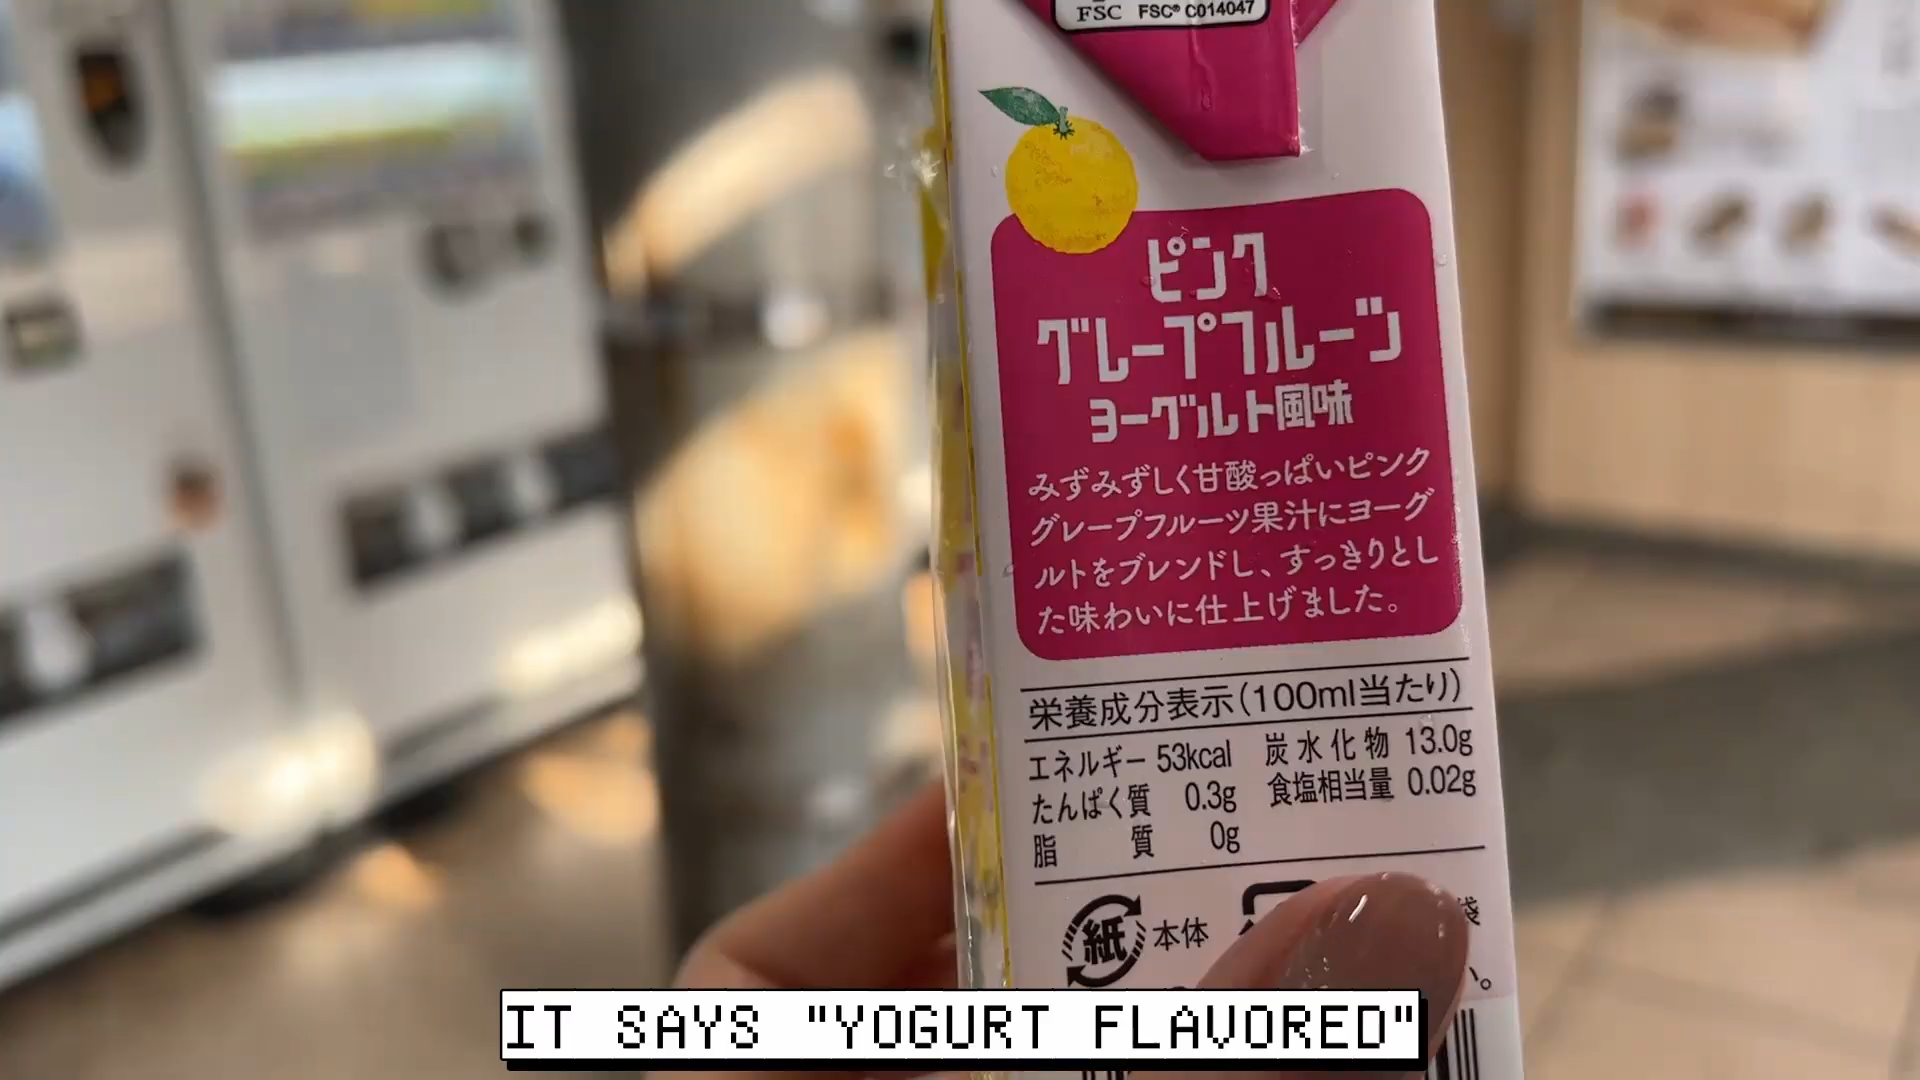 FSC FSC® C014047
ピンク
グレープフルーツ
ヨーグルト風味
みずみずしく甘酸っぱいピンク
グレープフルーツ果汁にヨーグ
ルトをブレンドし、すっきりとし
た味わいに仕上げました。
栄養成分表示(100ml当たり)
エネルギー 53kcal 炭水化物 13.0g
たんぱく質 0.3g 食塩相当量 0.02g
脂質 0g
紙 本体 袋
い。
IT SAYS "YOGURT FLAVORED"